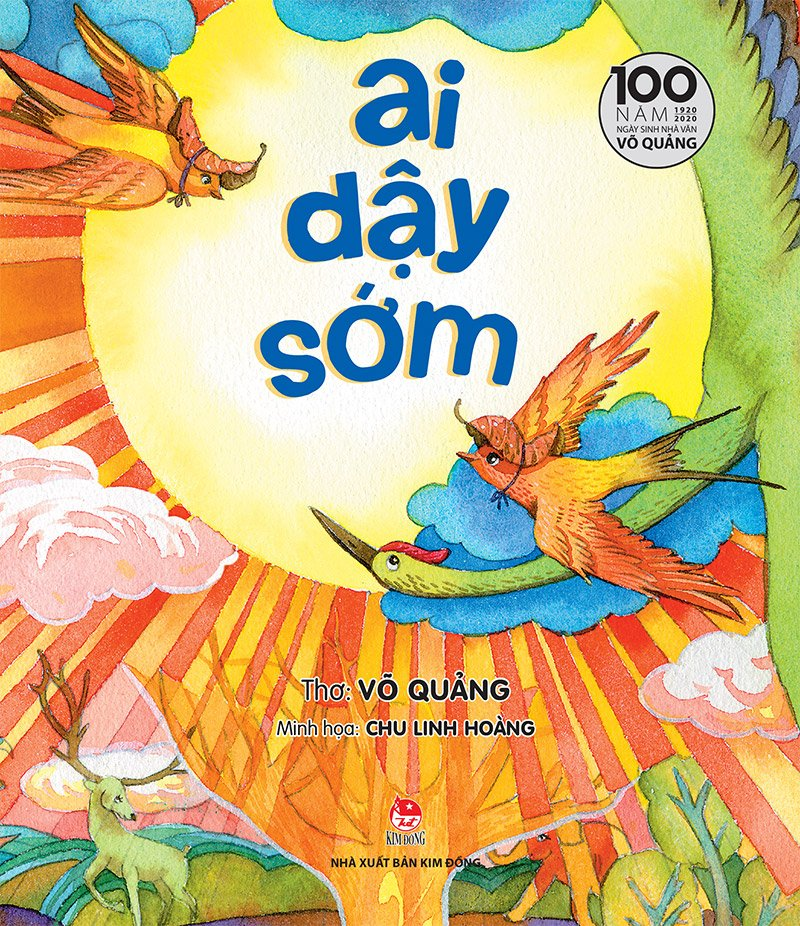 ai
dậy
sớm
100
NĂM 1920 2020
NGÀY SINH NHÀ VĂN
VÕ QUẢNG
Thơ: VÕ QUẢNG
Minh họa: CHU LINH HOÀNG
KIM ĐỒNG
NHÀ XUẤT BẢN KIM ĐỒNG